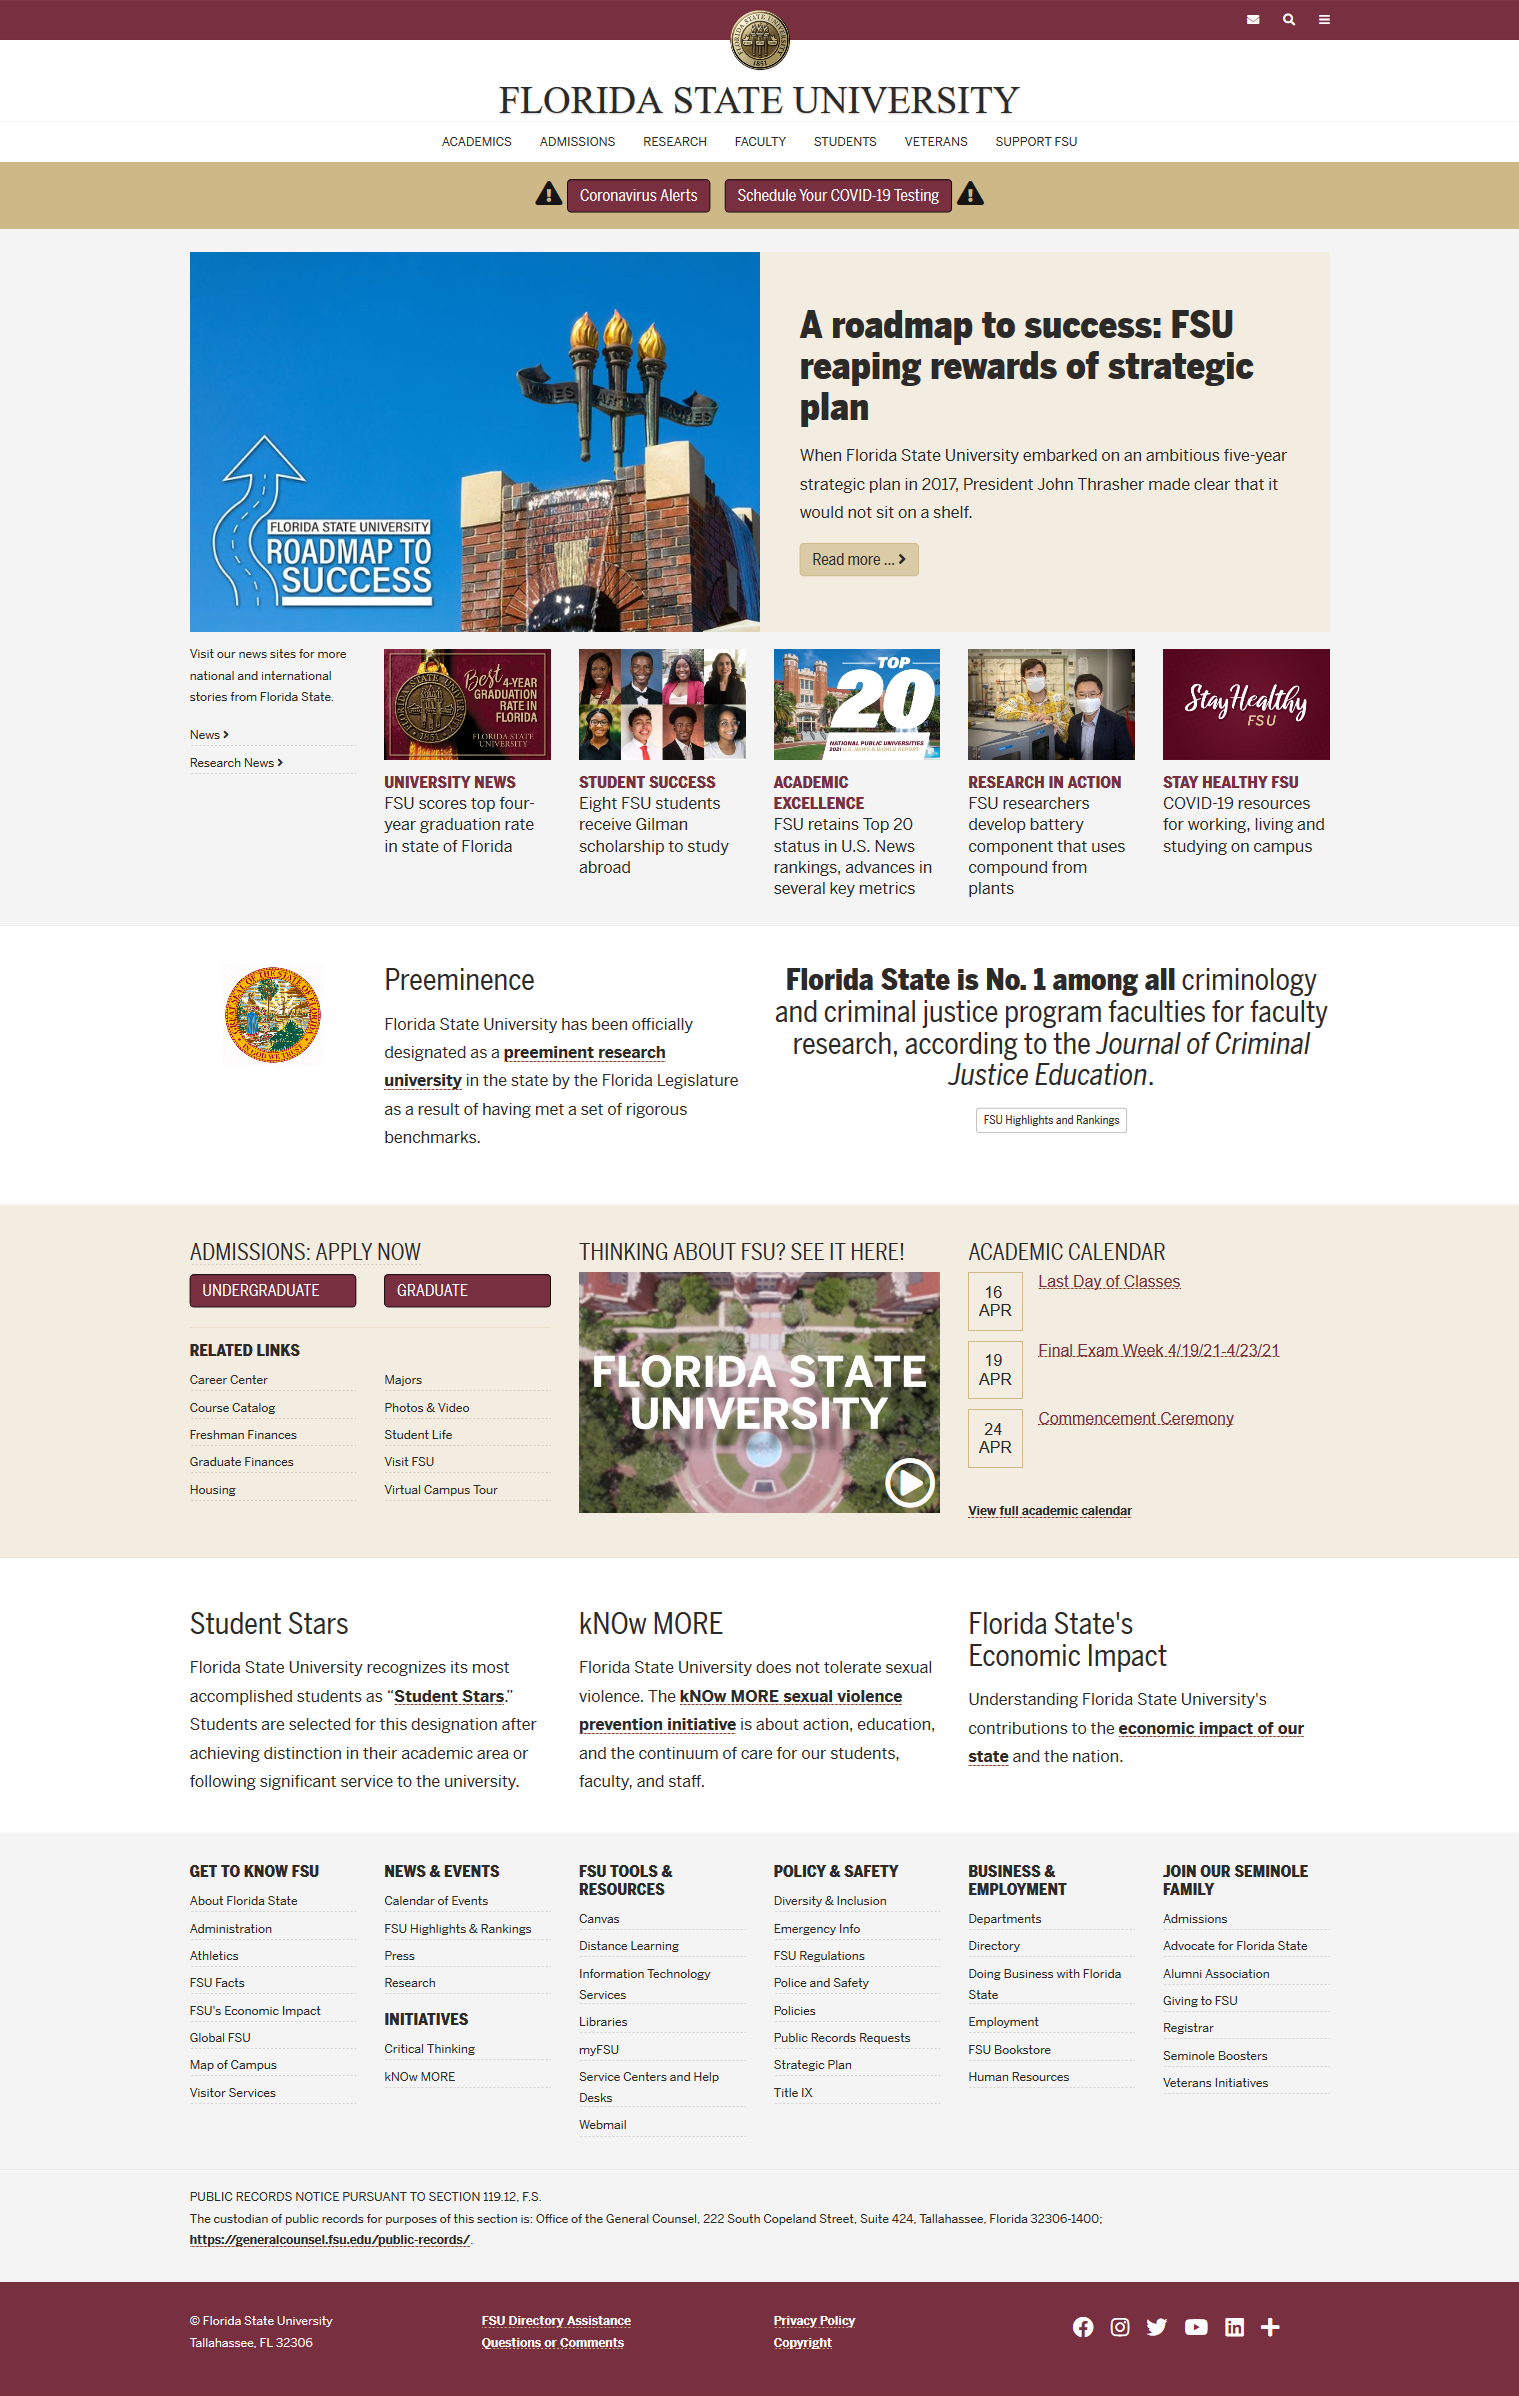 FLORIDA STATE UNIVERSITY
1851
FLORIDA STATE UNIVERSITY
ACADEMICS
ADMISSIONS
RESEARCH
FACULTY
STUDENTS
VETERANS
SUPPORT FSU
Coronavirus Alerts
Schedule Your COVID-19 Testing
VIRES ARTES MORES
FLORIDA STATE UNIVERSITY
ROADMAP TO
SUCCESS
A roadmap to success: FSU
reaping rewards of strategic
plan
When Florida State University embarked on an ambitious five-year
strategic plan in 2017, President John Thrasher made clear that it
would not sit on a shelf.
Read more ...
Visit our news sites for more
national and international
stories from Florida State.
News
Research News
Best 4-YEAR
GRADUATION
RATE IN
FLORIDA
FLORIDA STATE
UNIVERSITY
1851
UNIVERSITY NEWS
FSU scores top four-
year graduation rate
in state of Florida
STUDENT SUCCESS
Eight FSU students
receive Gilman
scholarship to study
abroad
TOP
20
NATIONAL PUBLIC UNIVERSITIES
2021 U.S. NEWS & WORLD REPORT
ACADEMIC
EXCELLENCE
FSU retains Top 20
status in U.S. News
rankings, advances in
several key metrics
RESEARCH IN ACTION
FSU researchers
develop battery
component that uses
compound from
plants
Stay Healthy
FSU
STAY HEALTHY FSU
COVID-19 resources
for working, living and
studying on campus
Preeminence
Florida State University has been officially
designated as a preeminent research
university in the state by the Florida Legislature
as a result of having met a set of rigorous
benchmarks.
Florida State is No. 1 among all criminology
and criminal justice program faculties for faculty
research, according to the Journal of Criminal
Justice Education.
FSU Highlights and Rankings
ADMISSIONS: APPLY NOW
UNDERGRADUATE
GRADUATE
RELATED LINKS
Career Center
Course Catalog
Freshman Finances
Graduate Finances
Housing
Majors
Photos & Video
Student Life
Visit FSU
Virtual Campus Tour
THINKING ABOUT FSU? SEE IT HERE!
FLORIDA STATE
UNIVERSITY
ACADEMIC CALENDAR
16
APR
Last Day of Classes
19
APR
Final Exam Week 4/19/21-4/23/21
24
APR
Commencement Ceremony
View full academic calendar
Student Stars
Florida State University recognizes its most
accomplished students as “Student Stars.”
Students are selected for this designation after
achieving distinction in their academic area or
following significant service to the university.
kNOw MORE
Florida State University does not tolerate sexual
violence. The kNOw MORE sexual violence
prevention initiative is about action, education,
and the continuum of care for our students,
faculty, and staff.
Florida State's
Economic Impact
Understanding Florida State University's
contributions to the economic impact of our
state and the nation.
GET TO KNOW FSU
About Florida State
Administration
Athletics
FSU Facts
FSU's Economic Impact
Global FSU
Map of Campus
Visitor Services
NEWS & EVENTS
Calendar of Events
FSU Highlights & Rankings
Press
Research
INITIATIVES
Critical Thinking
kNOw MORE
FSU TOOLS &
RESOURCES
Canvas
Distance Learning
Information Technology
Services
Libraries
myFSU
Service Centers and Help
Desks
Webmail
POLICY & SAFETY
Diversity & Inclusion
Emergency Info
FSU Regulations
Police and Safety
Policies
Public Records Requests
Strategic Plan
Title IX
BUSINESS &
EMPLOYMENT
Departments
Directory
Doing Business with Florida
State
Employment
FSU Bookstore
Human Resources
JOIN OUR SEMINOLE
FAMILY
Admissions
Advocate for Florida State
Alumni Association
Giving to FSU
Registrar
Seminole Boosters
Veterans Initiatives
PUBLIC RECORDS NOTICE PURSUANT TO SECTION 119.12, F.S.
The custodian of public records for purposes of this section is: Office of the General Counsel, 222 South Copeland Street, Suite 424, Tallahassee, Florida 32306-1400;
https://generalcounsel.fsu.edu/public-records/.
© Florida State University
Tallahassee, FL 32306
FSU Directory Assistance
Questions or Comments
Privacy Policy
Copyright